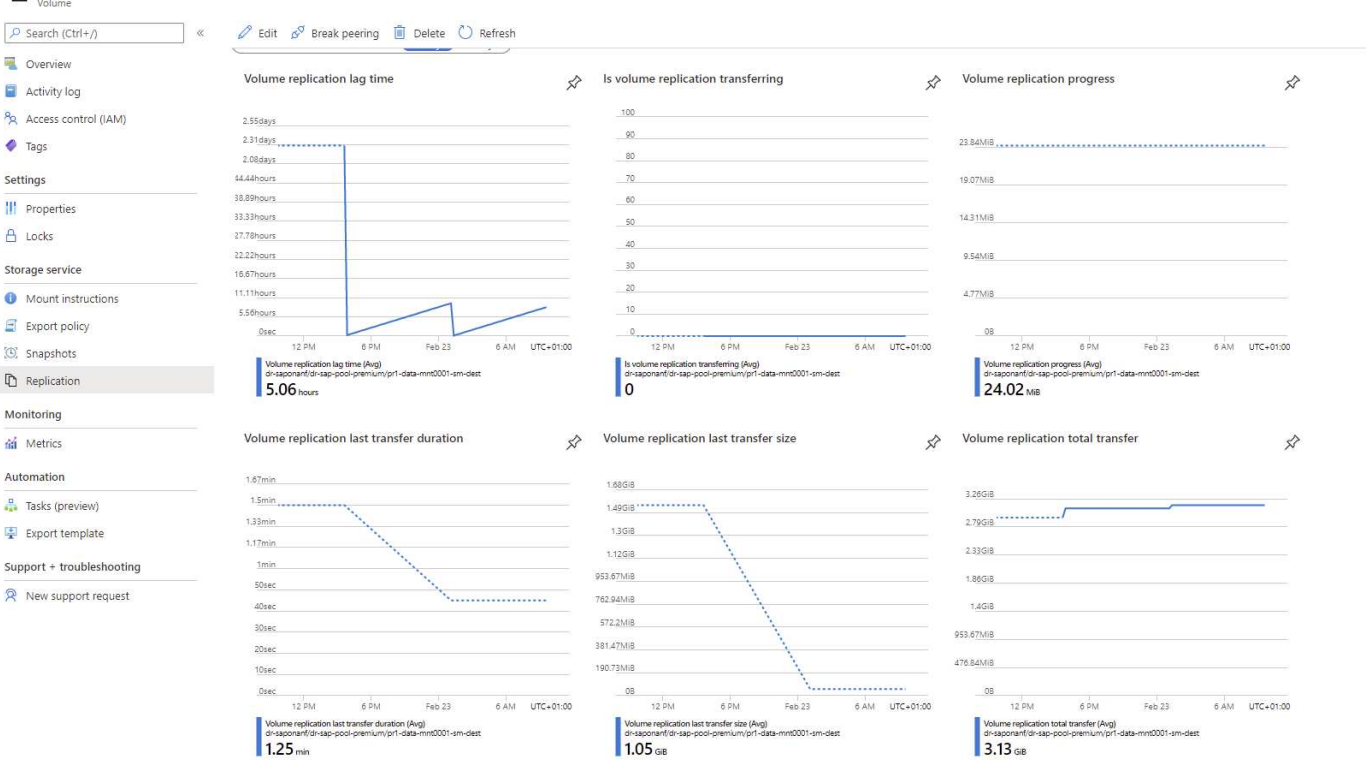 Volume
Search (Ctrl+/)
«
Edit
Break peering
Delete
Refresh
Overview
Activity log
Access control (IAM)
Tags
Settings
Properties
Locks
Storage service
Mount instructions
Export policy
Snapshots
Replication
Monitoring
Metrics
Automation
Tasks (preview)
Export template
Support + troubleshooting
New support request
Volume replication lag time
2.55days
2.31days
2.08days
44.44hours
38.89hours
33.33hours
27.78hours
22.22hours
16.67hours
11.11hours
5.56hours
0sec
12 PM 6 PM Feb 23 6 AM UTC+01:00
Volume replication lag time (Avg)
dr-saponanf/dr-sap-pool-premium/pr1-data-mnt0001-sm-dest
5.06 hours
Is volume replication transferring
100
90
80
70
60
50
40
30
20
10
0
12 PM 6 PM Feb 23 6 AM UTC+01:00
Is volume replication transferring (Avg)
dr-saponanf/dr-sap-pool-premium/pr1-data-mnt0001-sm-dest
0
Volume replication progress
23.84MiB
19.07MiB
14.31MiB
9.54MiB
4.77MiB
0B
12 PM 6 PM Feb 23 6 AM UTC+01:00
Volume replication progress (Avg)
dr-saponanf/dr-sap-pool-premium/pr1-data-mnt0001-sm-dest
24.02 MiB
Volume replication last transfer duration
1.67min
1.5min
1.33min
1.17min
1min
50sec
40sec
30sec
20sec
10sec
0sec
12 PM 6 PM Feb 23 6 AM UTC+01:00
Volume replication last transfer duration (Avg)
dr-saponanf/dr-sap-pool-premium/pr1-data-mnt0001-sm-dest
1.25 min
Volume replication last transfer size
1.68GiB
1.49GiB
1.3GiB
1.12GiB
953.67MiB
762.94MiB
572.2MiB
381.47MiB
190.73MiB
0B
12 PM 6 PM Feb 23 6 AM UTC+01:00
Volume replication last transfer size (Avg)
dr-saponanf/dr-sap-pool-premium/pr1-data-mnt0001-sm-dest
1.05 GiB
Volume replication total transfer
3.26GiB
2.79GiB
2.33GiB
1.86GiB
1.4GiB
953.67MiB
476.84MiB
0B
12 PM 6 PM Feb 23 6 AM UTC+01:00
Volume replication total transfer (Avg)
dr-saponanf/dr-sap-pool-premium/pr1-data-mnt0001-sm-dest
3.13 GiB